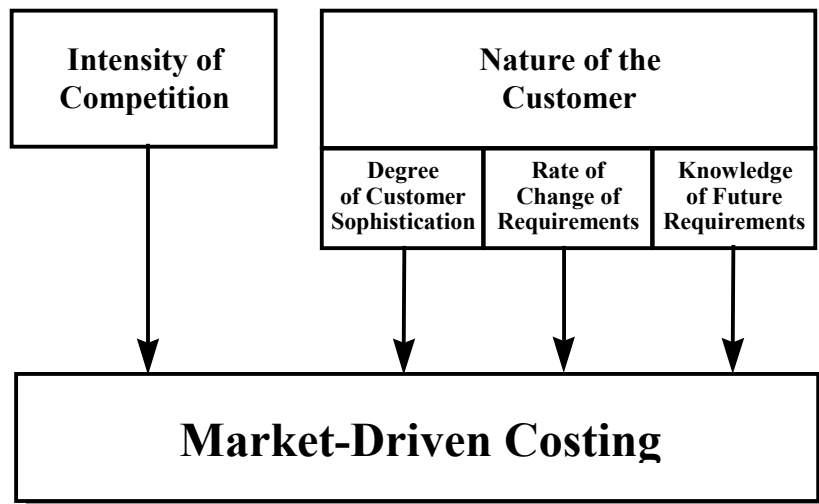 Intensity of
Competition
Nature of the
Customer
Degree
of Customer
Sophistication
Rate of
Change of
Requirements
Knowledge
of Future
Requirements
Market-Driven Costing